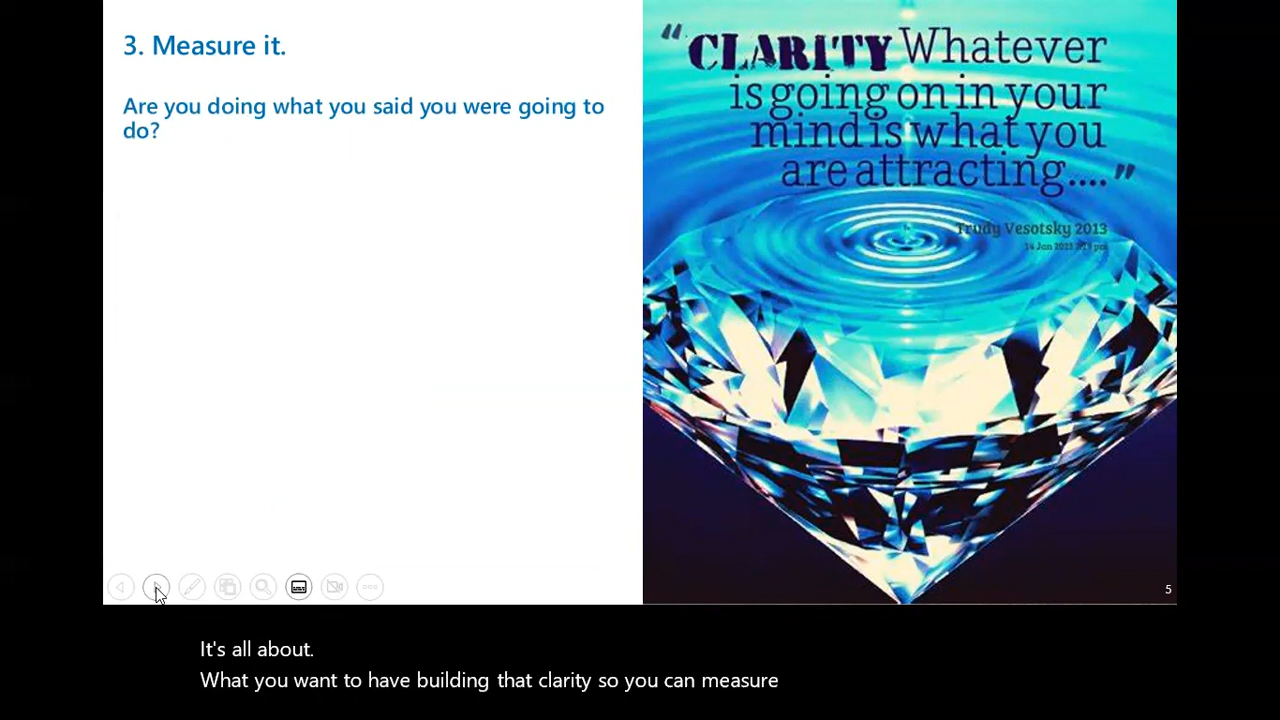 3. Measure it.
Are you doing what you said you were going to
do?
“CLARITY Whatever
is going on in your
mind is what you
are attracting....”
Trudy Vesotsky 2013
5
It's all about.
What you want to have building that clarity so you can measure